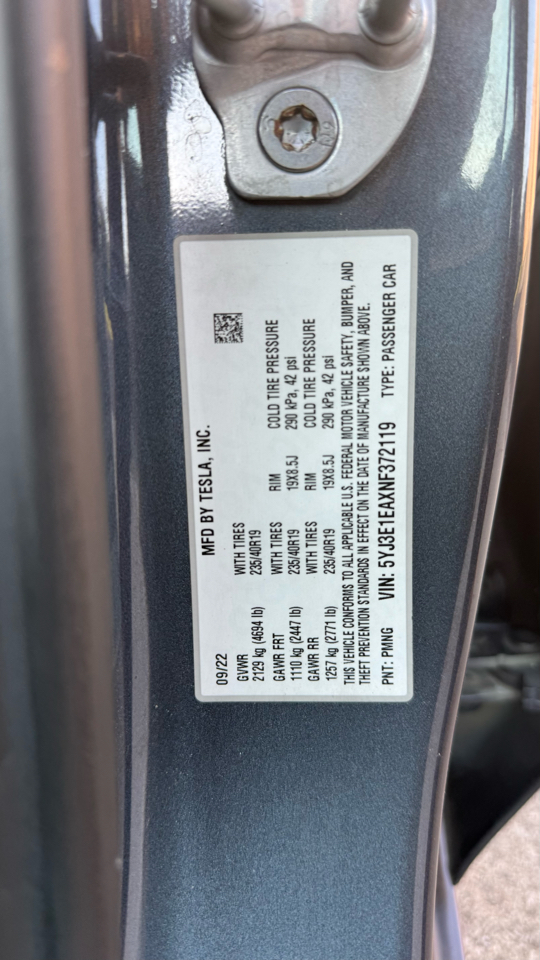 MFD BY TESLA, INC.
09/22
GVWR WITH TIRES
2129 kg (4694 lb) 235/40R19
GAWR FRT WITH TIRES RIM COLD TIRE PRESSURE
1110 kg (2447 lb) 235/40R19 19X8.5J 290 kPa, 42 psi
GAWR RR WITH TIRES RIM COLD TIRE PRESSURE
1257 kg (2771 lb) 235/40R19 19X8.5J 290 kPa, 42 psi
THIS VEHICLE CONFORMS TO ALL APPLICABLE U.S. FEDERAL MOTOR VEHICLE SAFETY, BUMPER, AND
THEFT PREVENTION STANDARDS IN EFFECT ON THE DATE OF MANUFACTURE SHOWN ABOVE.
PNT: PMNG VIN: 5YJ3E1EAXNF372119 TYPE: PASSENGER CAR